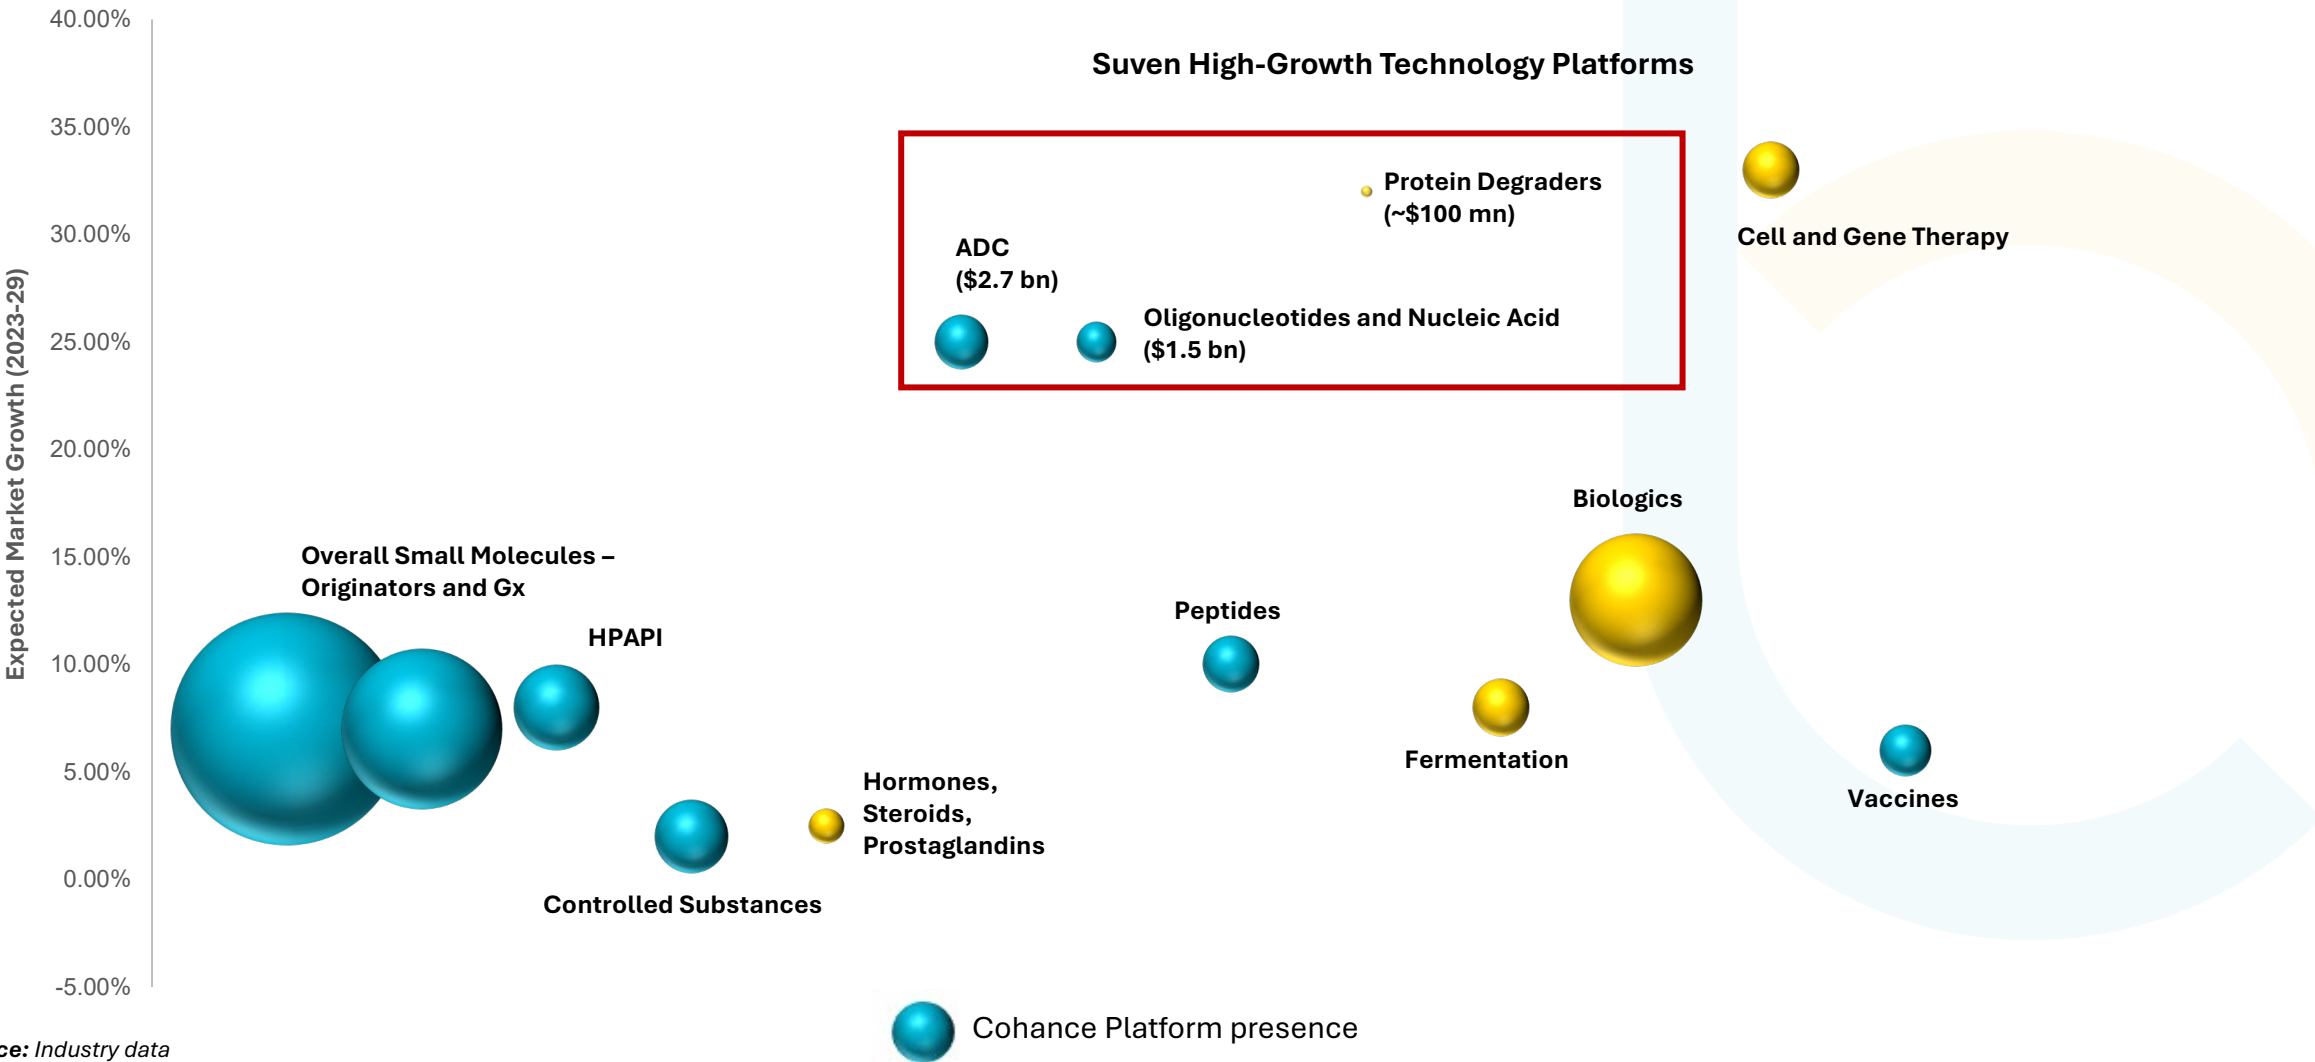 Suven High-Growth Technology Platforms
40.00%
35.00%
30.00%
25.00%
20.00%
15.00%
10.00%
5.00%
0.00%
-5.00%
Expected Market Growth (2023-29)
Protein Degraders
(~$100 mn)
Cell and Gene Therapy
ADC
($2.7 bn)
Oligonucleotides and Nucleic Acid
($1.5 bn)
Biologics
Overall Small Molecules –
Originators and Gx
HPAPI
Peptides
Fermentation
Hormones,
Steroids,
Prostaglandins
Vaccines
Controlled Substances
Cohance Platform presence
ce: Industry data